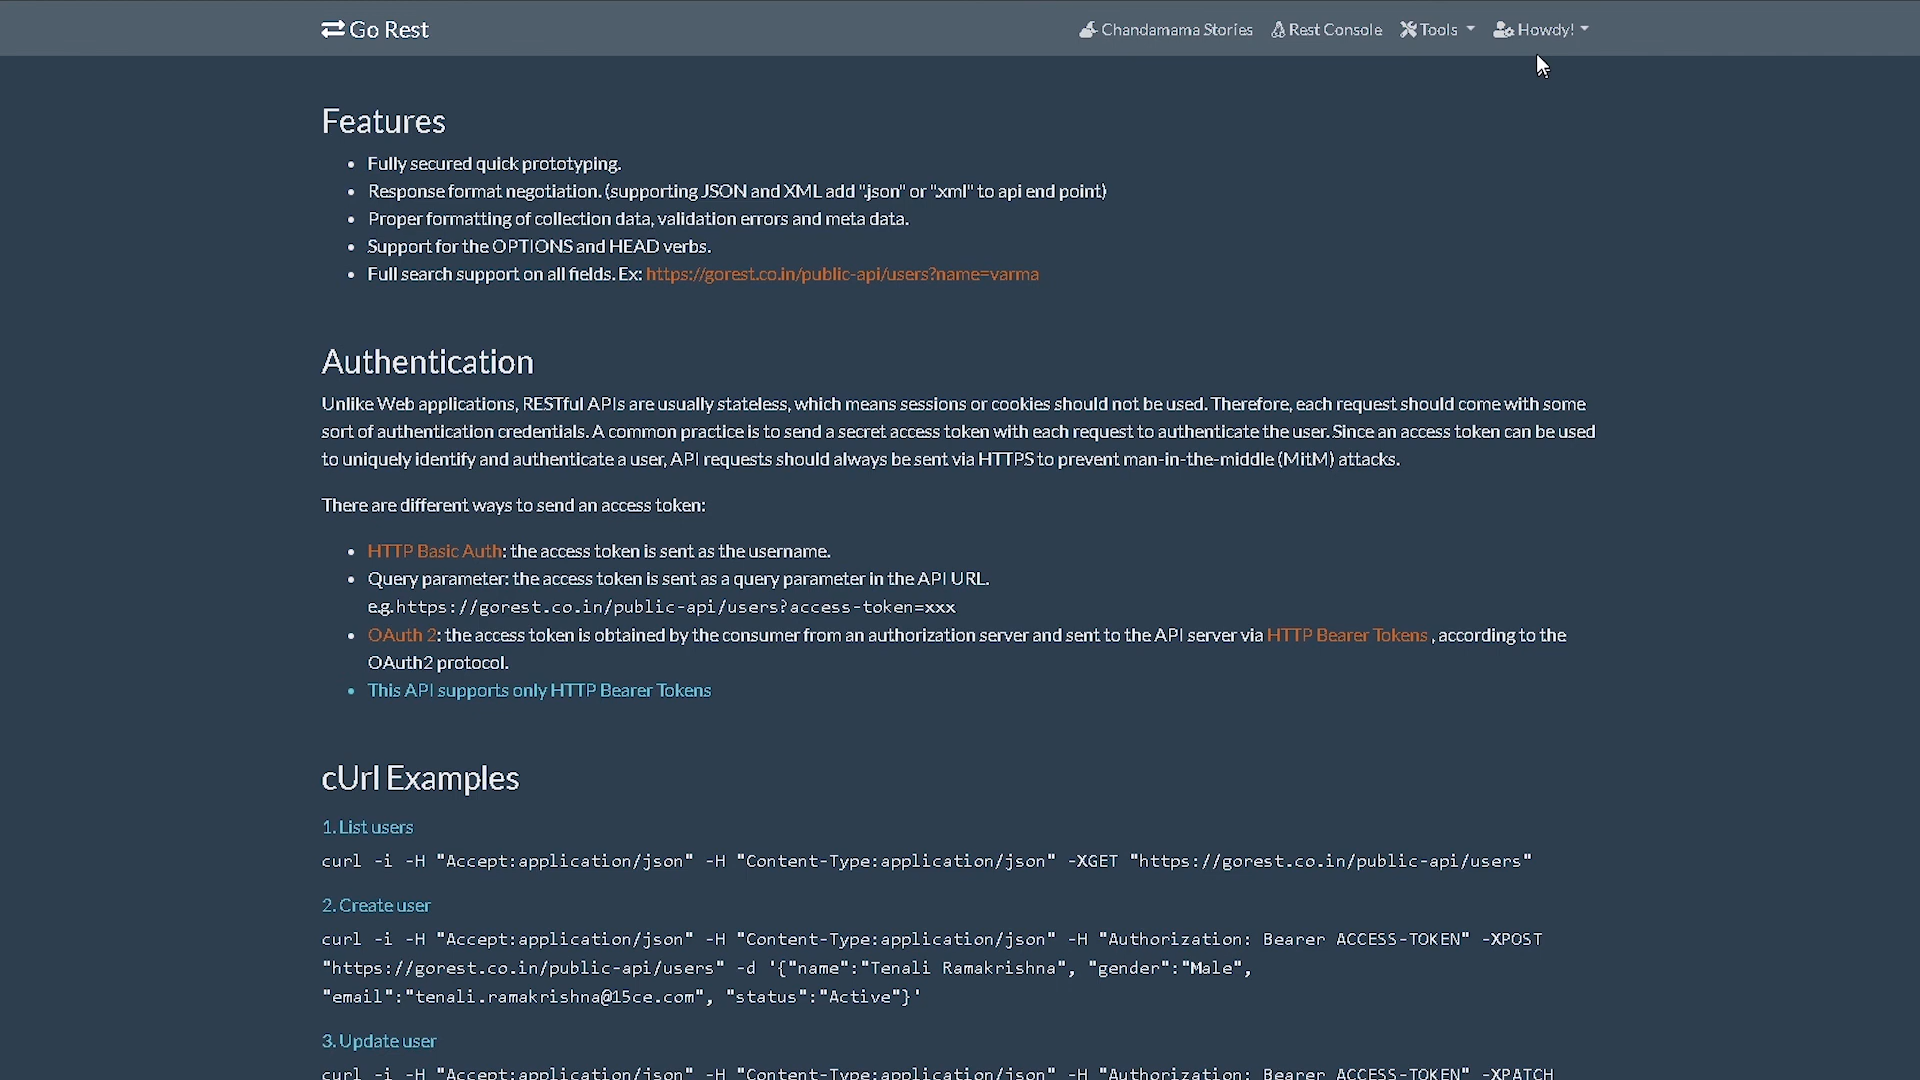 Go Rest
Chandamama Stories Rest Console Tools Howdy!
Features
Fully secured quick prototyping.
Response format negotiation. (supporting JSON and XML add ".json" or ".xml" to api end point)
Proper formatting of collection data, validation errors and meta data.
Support for the OPTIONS and HEAD verbs.
Full search support on all fields. Ex: https://gorest.co.in/public-api/users?name=varma
Authentication
Unlike Web applications, RESTful APIs are usually stateless, which means sessions or cookies should not be used. Therefore, each request should come with some
sort of authentication credentials. A common practice is to send a secret access token with each request to authenticate the user. Since an access token can be used
to uniquely identify and authenticate a user, API requests should always be sent via HTTPS to prevent man-in-the-middle (MitM) attacks.
There are different ways to send an access token:
HTTP Basic Auth: the access token is sent as the username.
Query parameter: the access token is sent as a query parameter in the API URL.
e.g. https://gorest.co.in/public-api/users?access-token=xxx
OAuth 2: the access token is obtained by the consumer from an authorization server and sent to the API server via HTTP Bearer Tokens , according to the
OAuth2 protocol.
This API supports only HTTP Bearer Tokens
cUrl Examples
1. List users
curl -i -H "Accept:application/json" -H "Content-Type:application/json" -XGET "https://gorest.co.in/public-api/users"
2. Create user
curl -i -H "Accept:application/json" -H "Content-Type:application/json" -H "Authorization: Bearer ACCESS-TOKEN" -XPOST
"https://gorest.co.in/public-api/users" -d '{"name":"Tenali Ramakrishna", "gender":"Male",
"email":"tenali.ramakrishna@15ce.com", "status":"Active"}'
3. Update user
curl -i -H "Accept:application/json" -H "Content-Type:application/json" -H "Authorization: Bearer ACCESS-TOKEN" -XPATCH